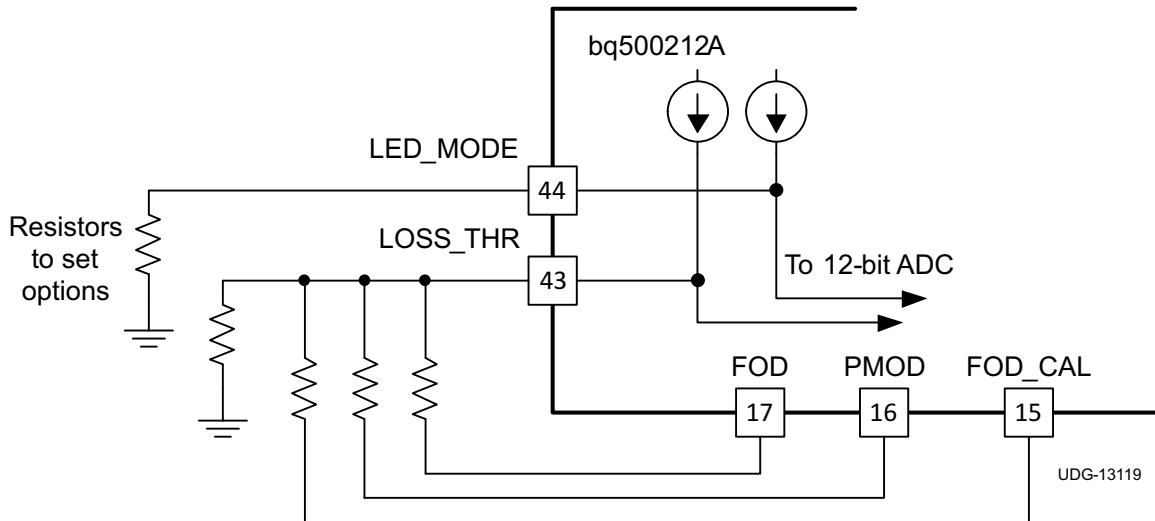 bq500212A
LED_MODE
44
Resistors
to set
options
LOSS_THR
43
To 12-bit ADC
FOD
PMOD
FOD_CAL
17
16
15
UDG-13119